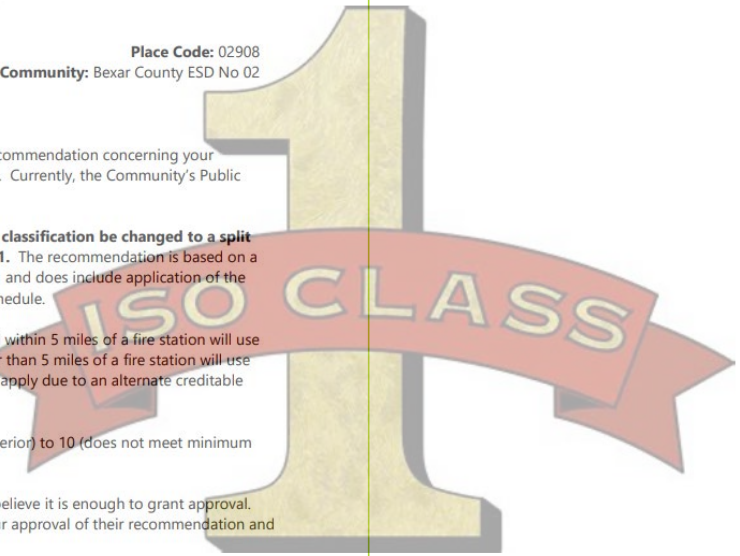 Place Code: 02908
Community: Bexar County ESD No 02
commendation concerning your
. Currently, the Community's Public
classification be changed to a split
1. The recommendation is based on a
and does include application of the
hedule.
ISO CLASS
1
within 5 miles of a fire station will use
r than 5 miles of a fire station will use
apply due to an alternate creditable
erior) to 10 (does not meet minimum
elieve it is enough to grant approval.
ir approval of their recommendation and